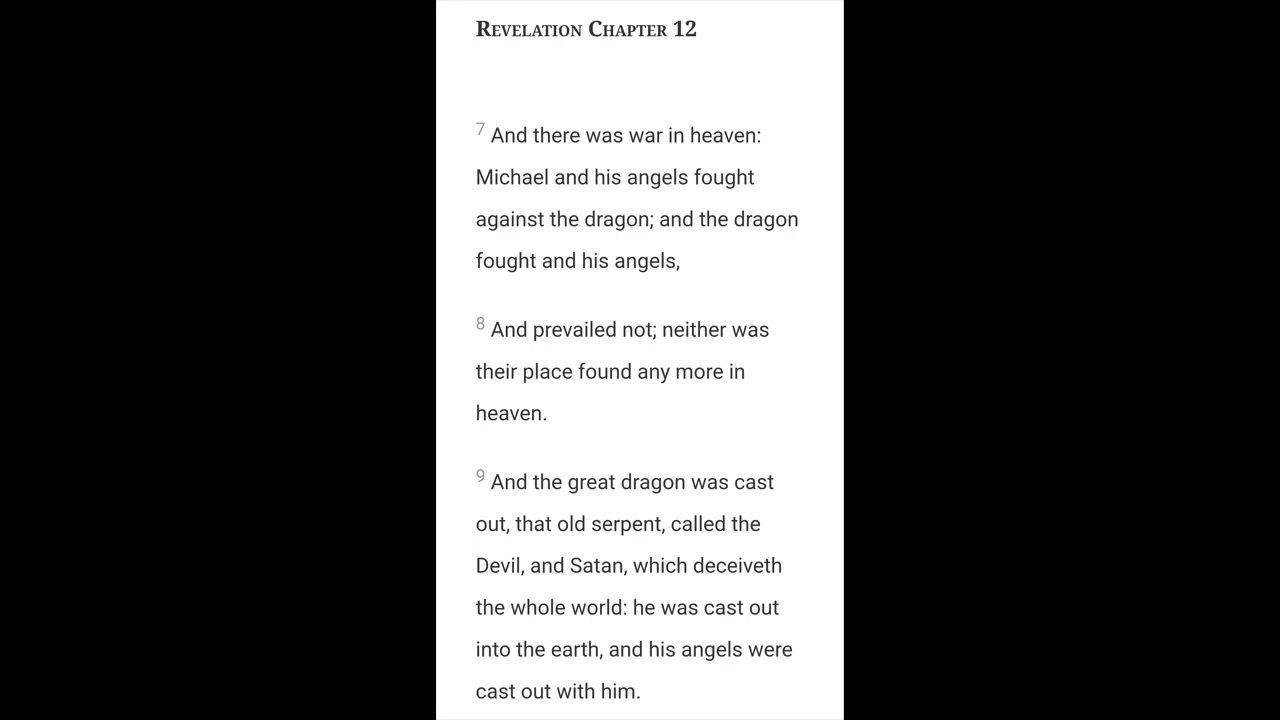 Revelation Chapter 12
7 And there was war in heaven:
Michael and his angels fought
against the dragon; and the dragon
fought and his angels,
8 And prevailed not; neither was
their place found any more in
heaven.
9 And the great dragon was cast
out, that old serpent, called the
Devil, and Satan, which deceiveth
the whole world: he was cast out
into the earth, and his angels were
cast out with him.